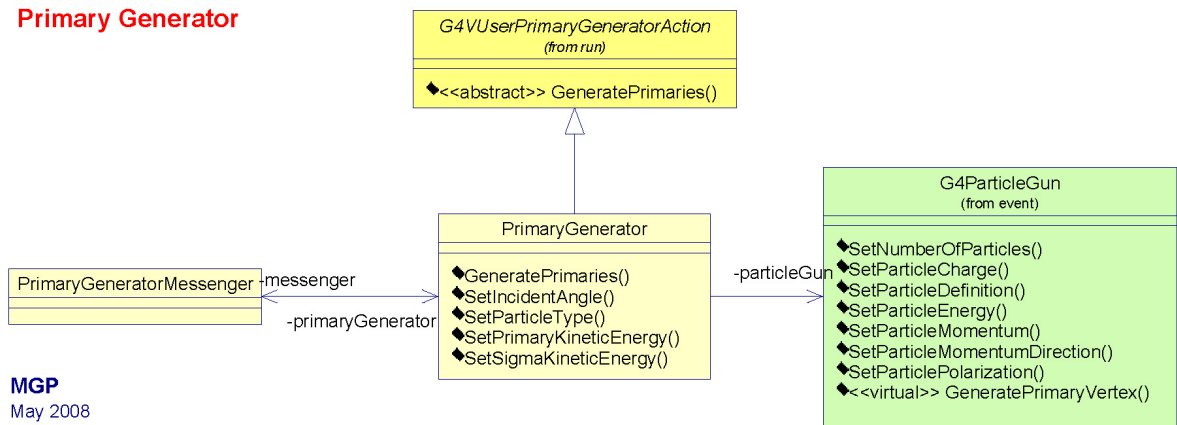 Primary Generator
G4VUserPrimaryGeneratorAction
(from run)
<<abstract>> GeneratePrimaries()
G4ParticleGun
(from event)
SetNumberOfParticles()
SetParticleCharge()
SetParticleDefinition()
SetParticleEnergy()
SetParticleMomentum()
SetParticleMomentumDirection()
SetParticlePolarization()
<<virtual>> GeneratePrimaryVertex()
PrimaryGenerator
GeneratePrimaries()
SetIncidentAngle()
SetParticleType()
SetPrimaryKineticEnergy()
SetSigmaKineticEnergy()
-particleGun
PrimaryGeneratorMessenger
-messenger
-primaryGenerator
MGP
May 2008